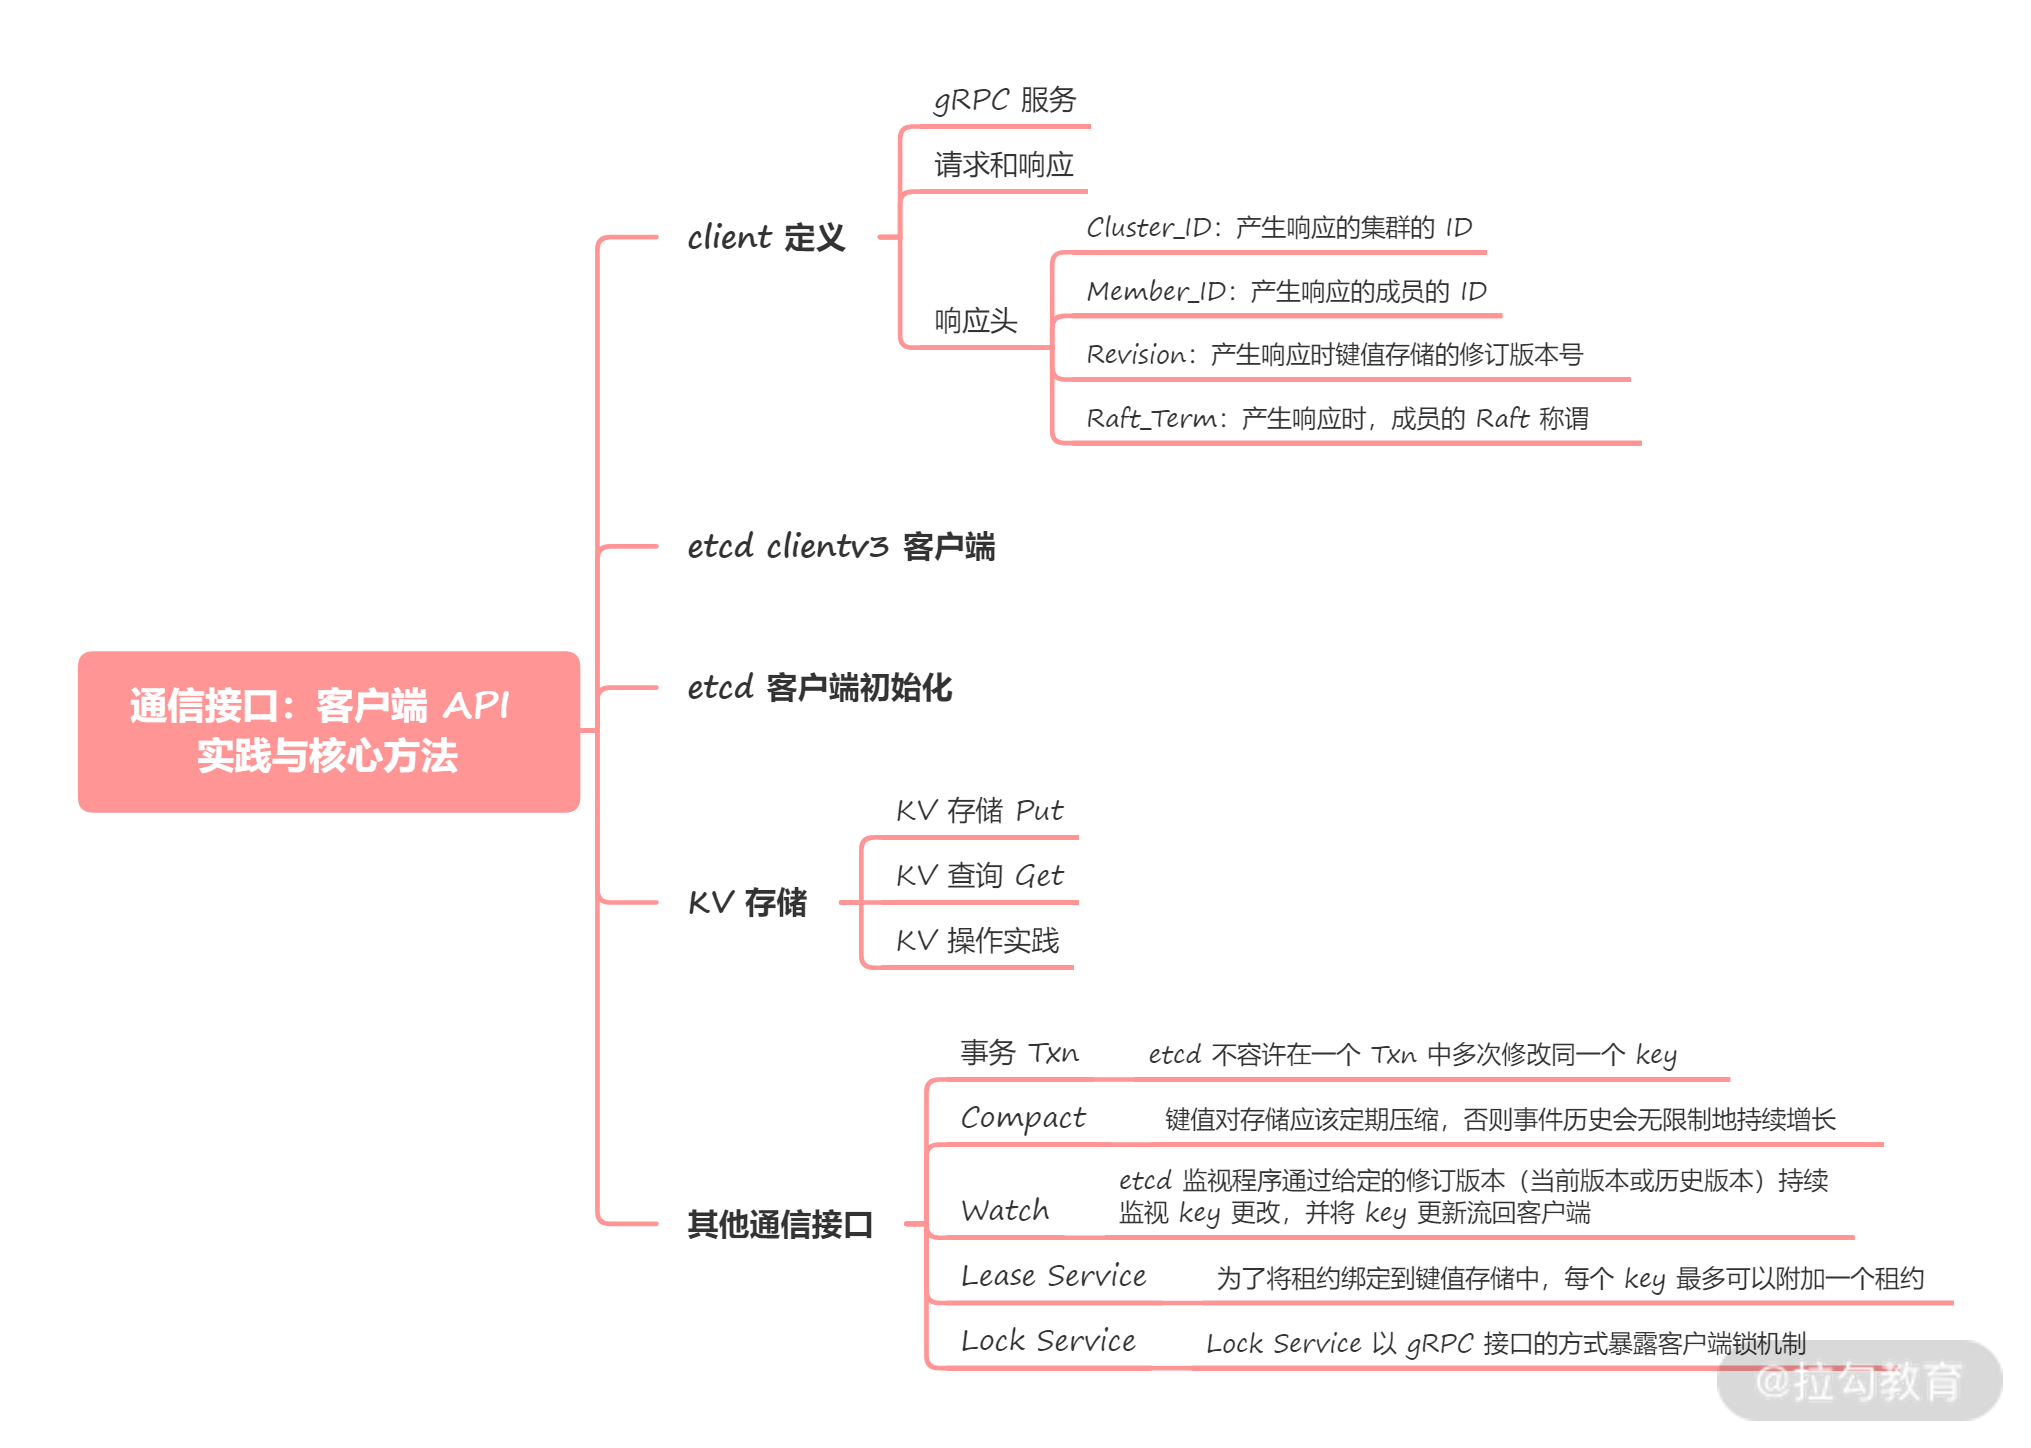 通信接口：客户端 API
实践与核心方法
client 定义
gRPC 服务
请求和响应
响应头
Cluster_ID：产生响应的集群的 ID
Member_ID：产生响应的成员的 ID
Revision：产生响应时键值存储的修订版本号
Raft_Term：产生响应时，成员的 Raft 称谓
etcd clientv3 客户端
etcd 客户端初始化
KV 存储
KV 存储 Put
KV 查询 Get
KV 操作实践
其他通信接口
事务 Txn
etcd 不容许在一个 Txn 中多次修改同一个 key
Compact
键值对存储应该定期压缩，否则事件历史会无限制地持续增长
Watch
etcd 监视程序通过给定的修订版本（当前版本或历史版本）持续
监视 key 更改，并将 key 更新流回客户端
Lease Service
为了将租约绑定到键值存储中，每个 key 最多可以附加一个租约
Lock Service
Lock Service 以 gRPC 接口的方式暴露客户端锁机制
@拉勾教育